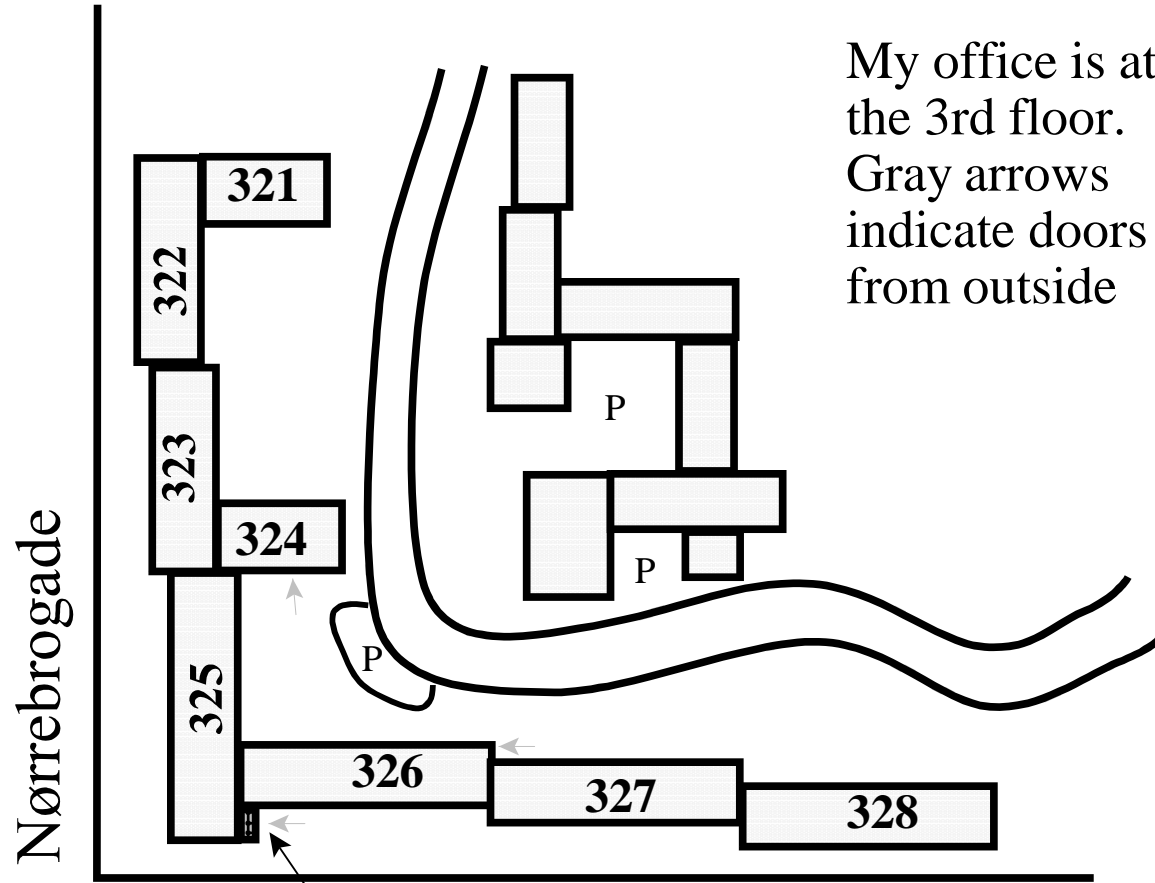 My office is at
the 3rd floor.
Gray arrows
indicate doors
from outside
321
322
P
323
324
P
P
325
326
327
328
Nørrebrogade